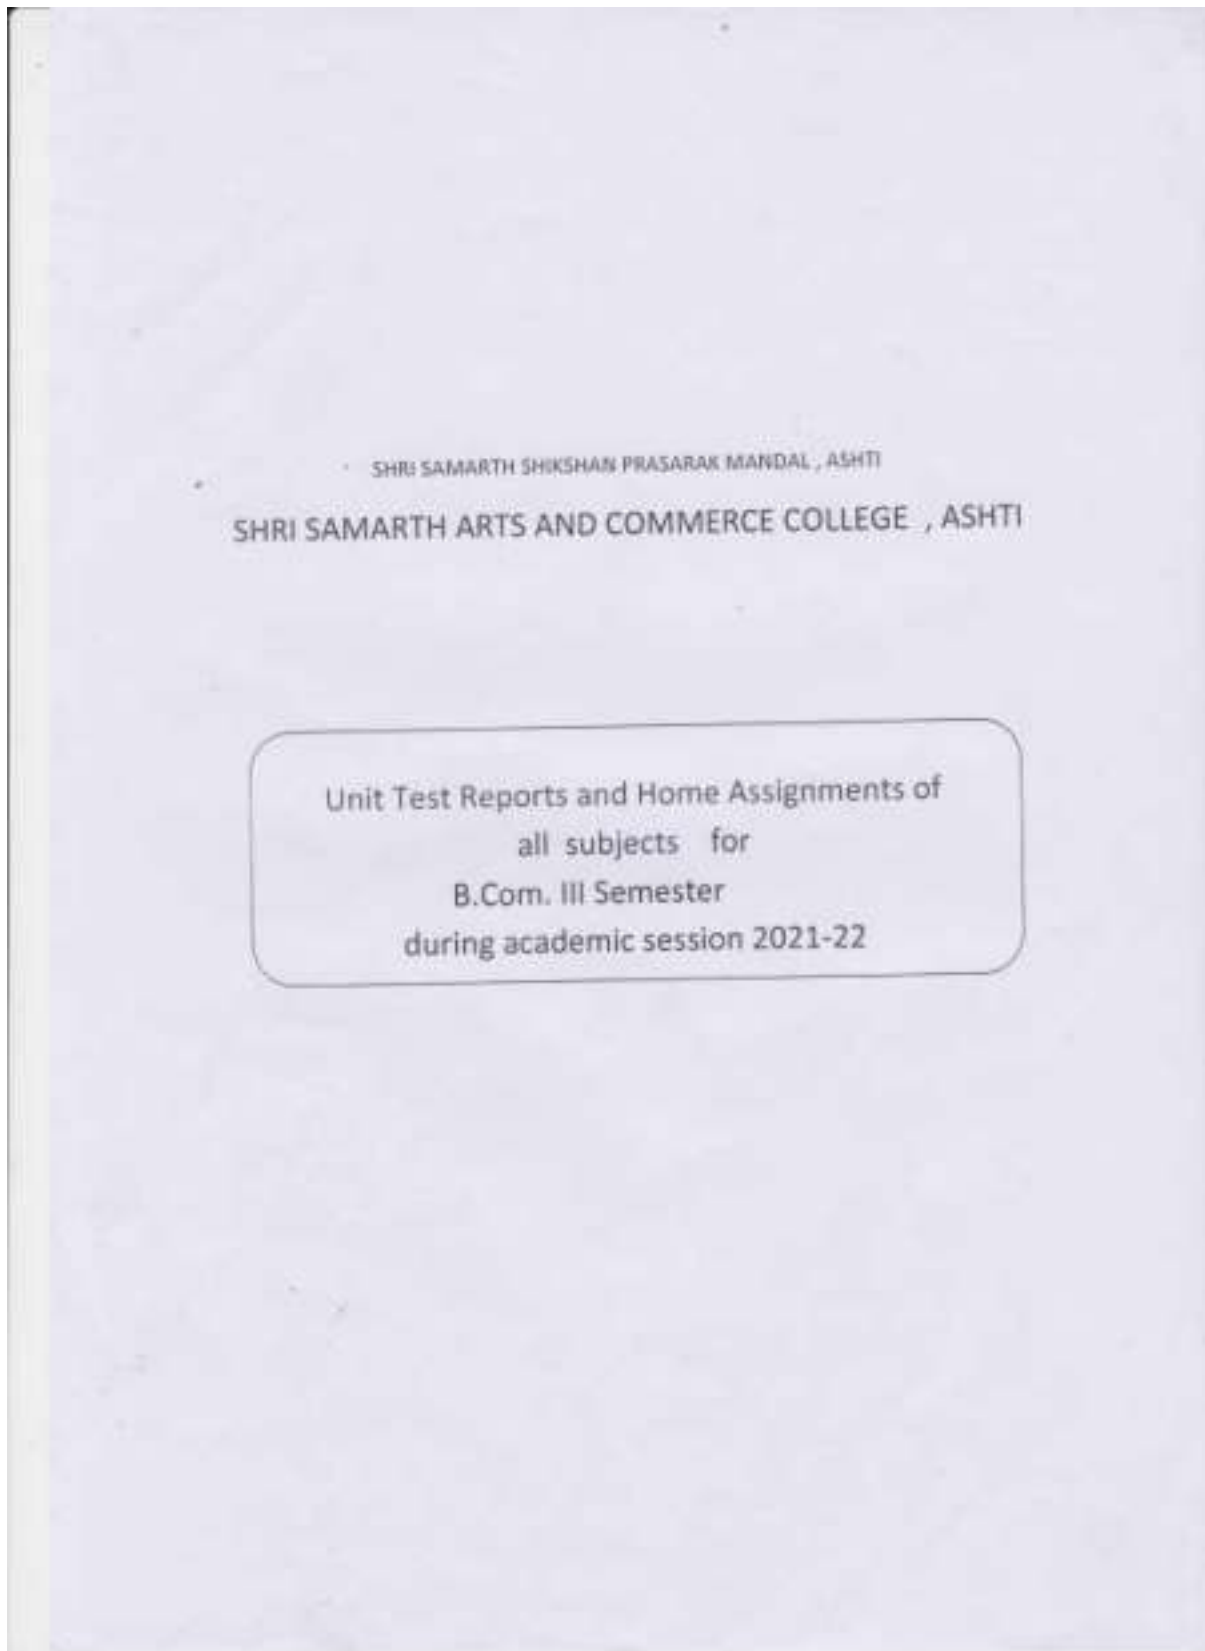 SHRI SAMARTH SHIKSHAN PRASARAK MANDAL , ASHTI
SHRI SAMARTH ARTS AND COMMERCE COLLEGE , ASHTI
Unit Test Reports and Home Assignments of
all subjects for
B.Com. III Semester
during academic session 2021-22